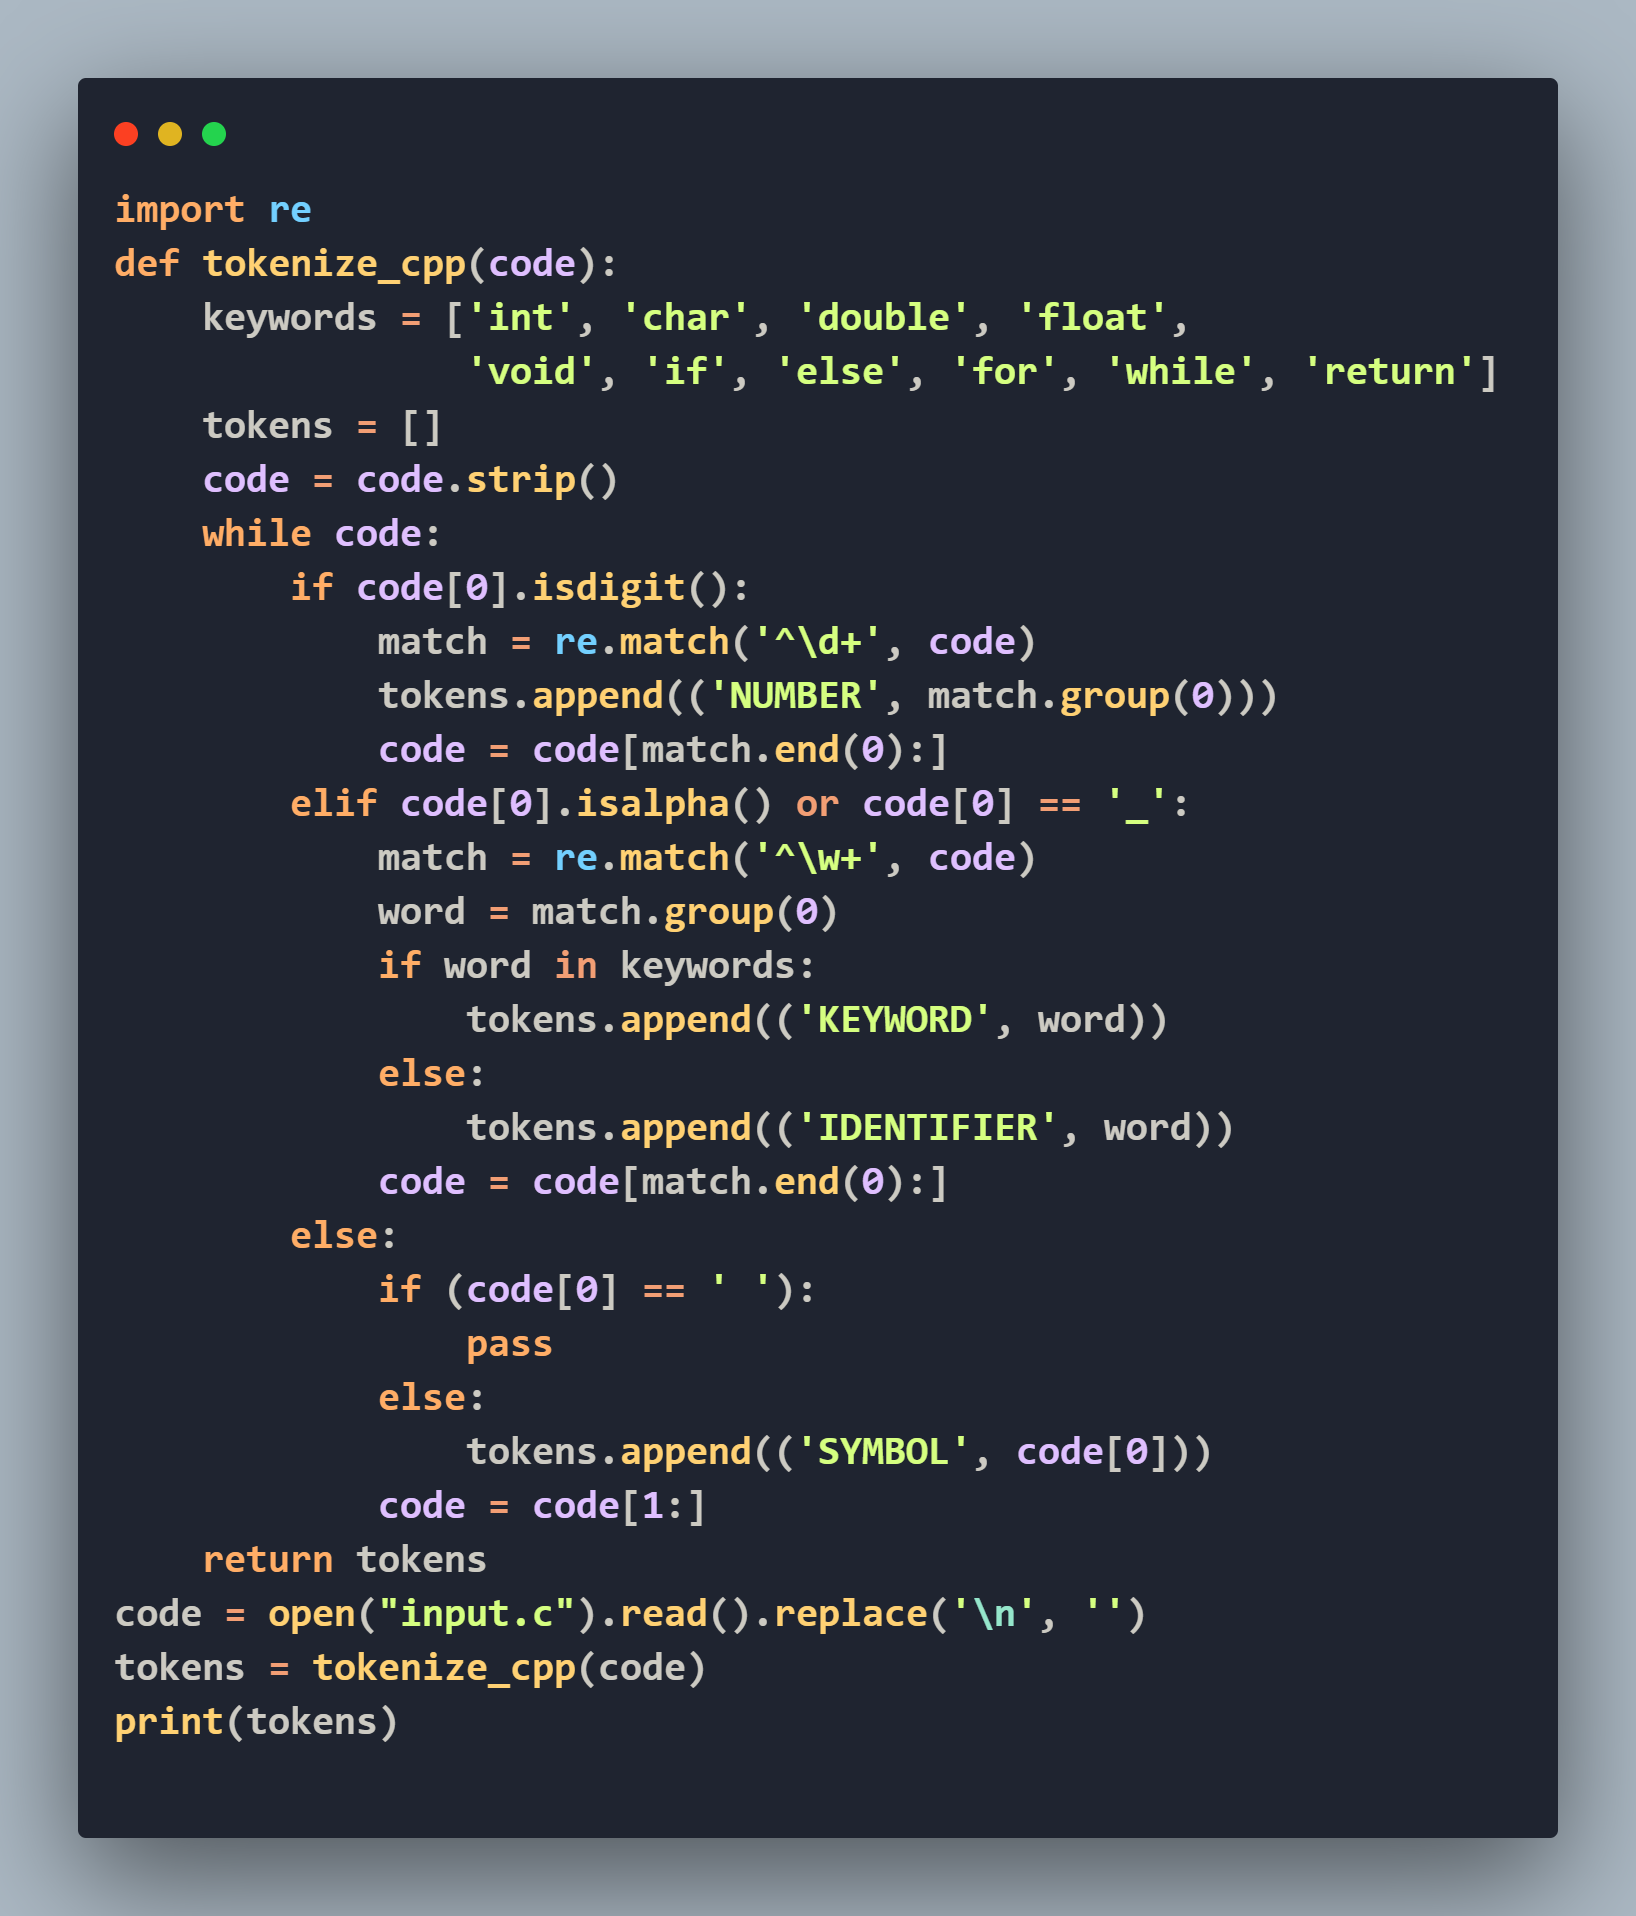 import re
def tokenize_cpp(code):
    keywords = ['int', 'char', 'double', 'float',
                'void', 'if', 'else', 'for', 'while', 'return']
    tokens = []
    code = code.strip()
    while code:
        if code[0].isdigit():
            match = re.match('^\d+', code)
            tokens.append(('NUMBER', match.group(0)))
            code = code[match.end(0):]
        elif code[0].isalpha() or code[0] == '_':
            match = re.match('^\w+', code)
            word = match.group(0)
            if word in keywords:
                tokens.append(('KEYWORD', word))
            else:
                tokens.append(('IDENTIFIER', word))
            code = code[match.end(0):]
        else:
            if (code[0] == ' '):
                pass
            else:
                tokens.append(('SYMBOL', code[0]))
            code = code[1:]
    return tokens
code = open("input.c").read().replace('\n', '')
tokens = tokenize_cpp(code)
print(tokens)